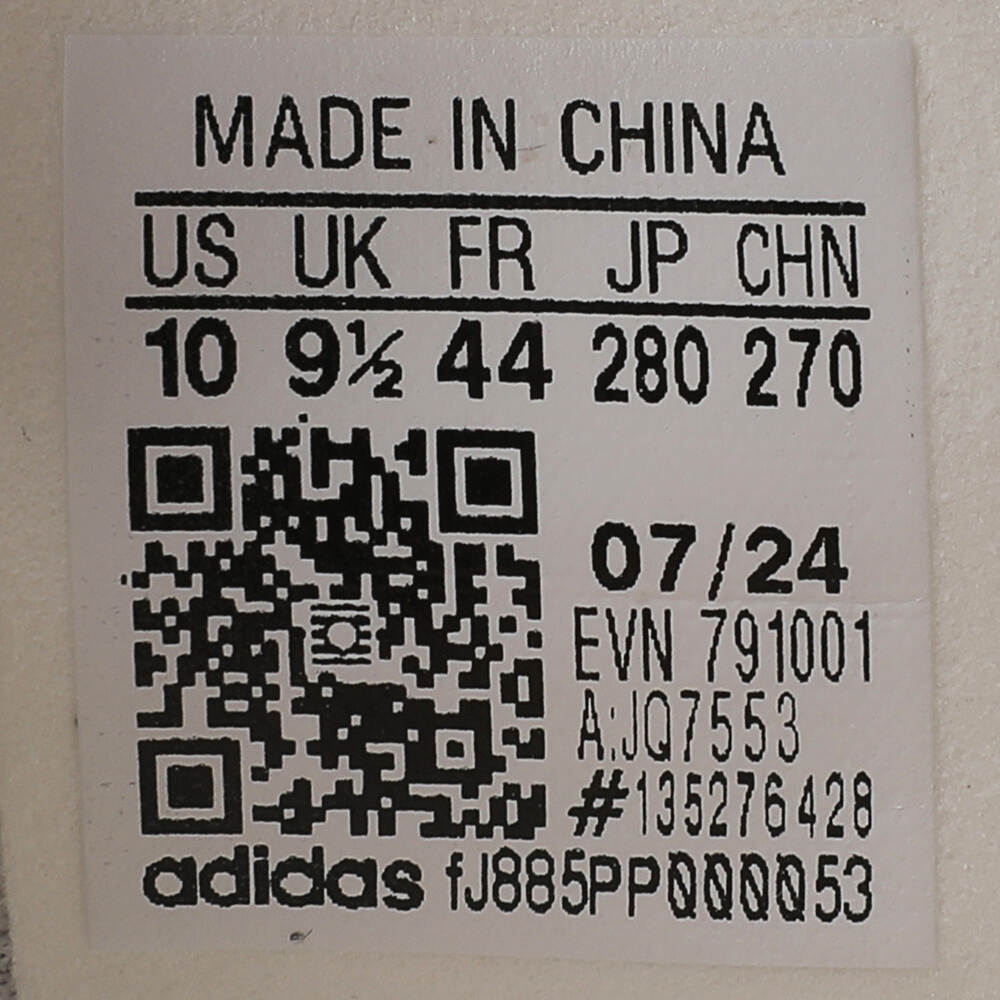 MADE IN CHINA
US UK FR JP CHN
10 9½ 44 280 270
07/24
EVN 791001
A:JQ7553
#135276428
adidas fJ885PP000053